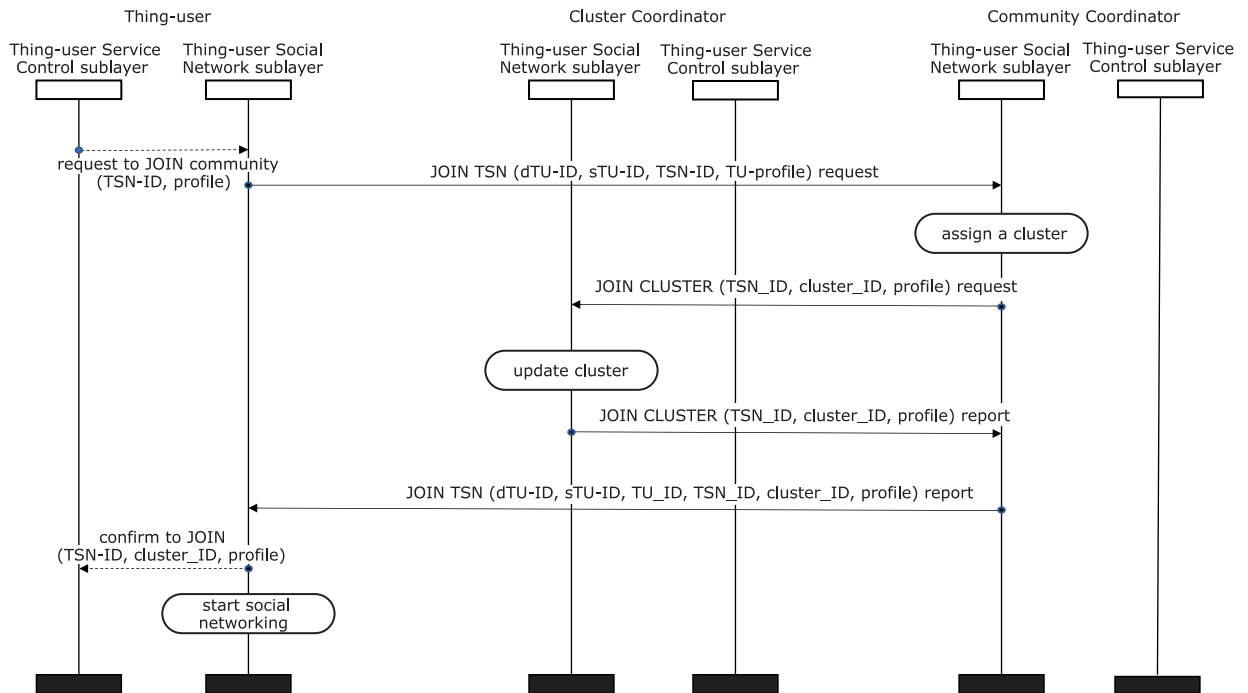 Thing-user
Cluster Coordinator
Community Coordinator
Thing-user Service
Control sublayer
Thing-user Social
Network sublayer
Thing-user Social
Network sublayer
Thing-user Service
Control sublayer
Thing-user Social
Network sublayer
Thing-user Service
Control sublayer
request to JOIN community
(TSN-ID, profile)
JOIN TSN (dTU-ID, sTU-ID, TSN-ID, TU-profile) request
assign a cluster
JOIN CLUSTER (TSN_ID, cluster_ID, profile) request
update cluster
JOIN CLUSTER (TSN_ID, cluster_ID, profile) report
JOIN TSN (dTU-ID, sTU-ID, TU_ID, TSN_ID, cluster_ID, profile) report
confirm to JOIN
(TSN-ID, cluster_ID, profile)
start social
networking